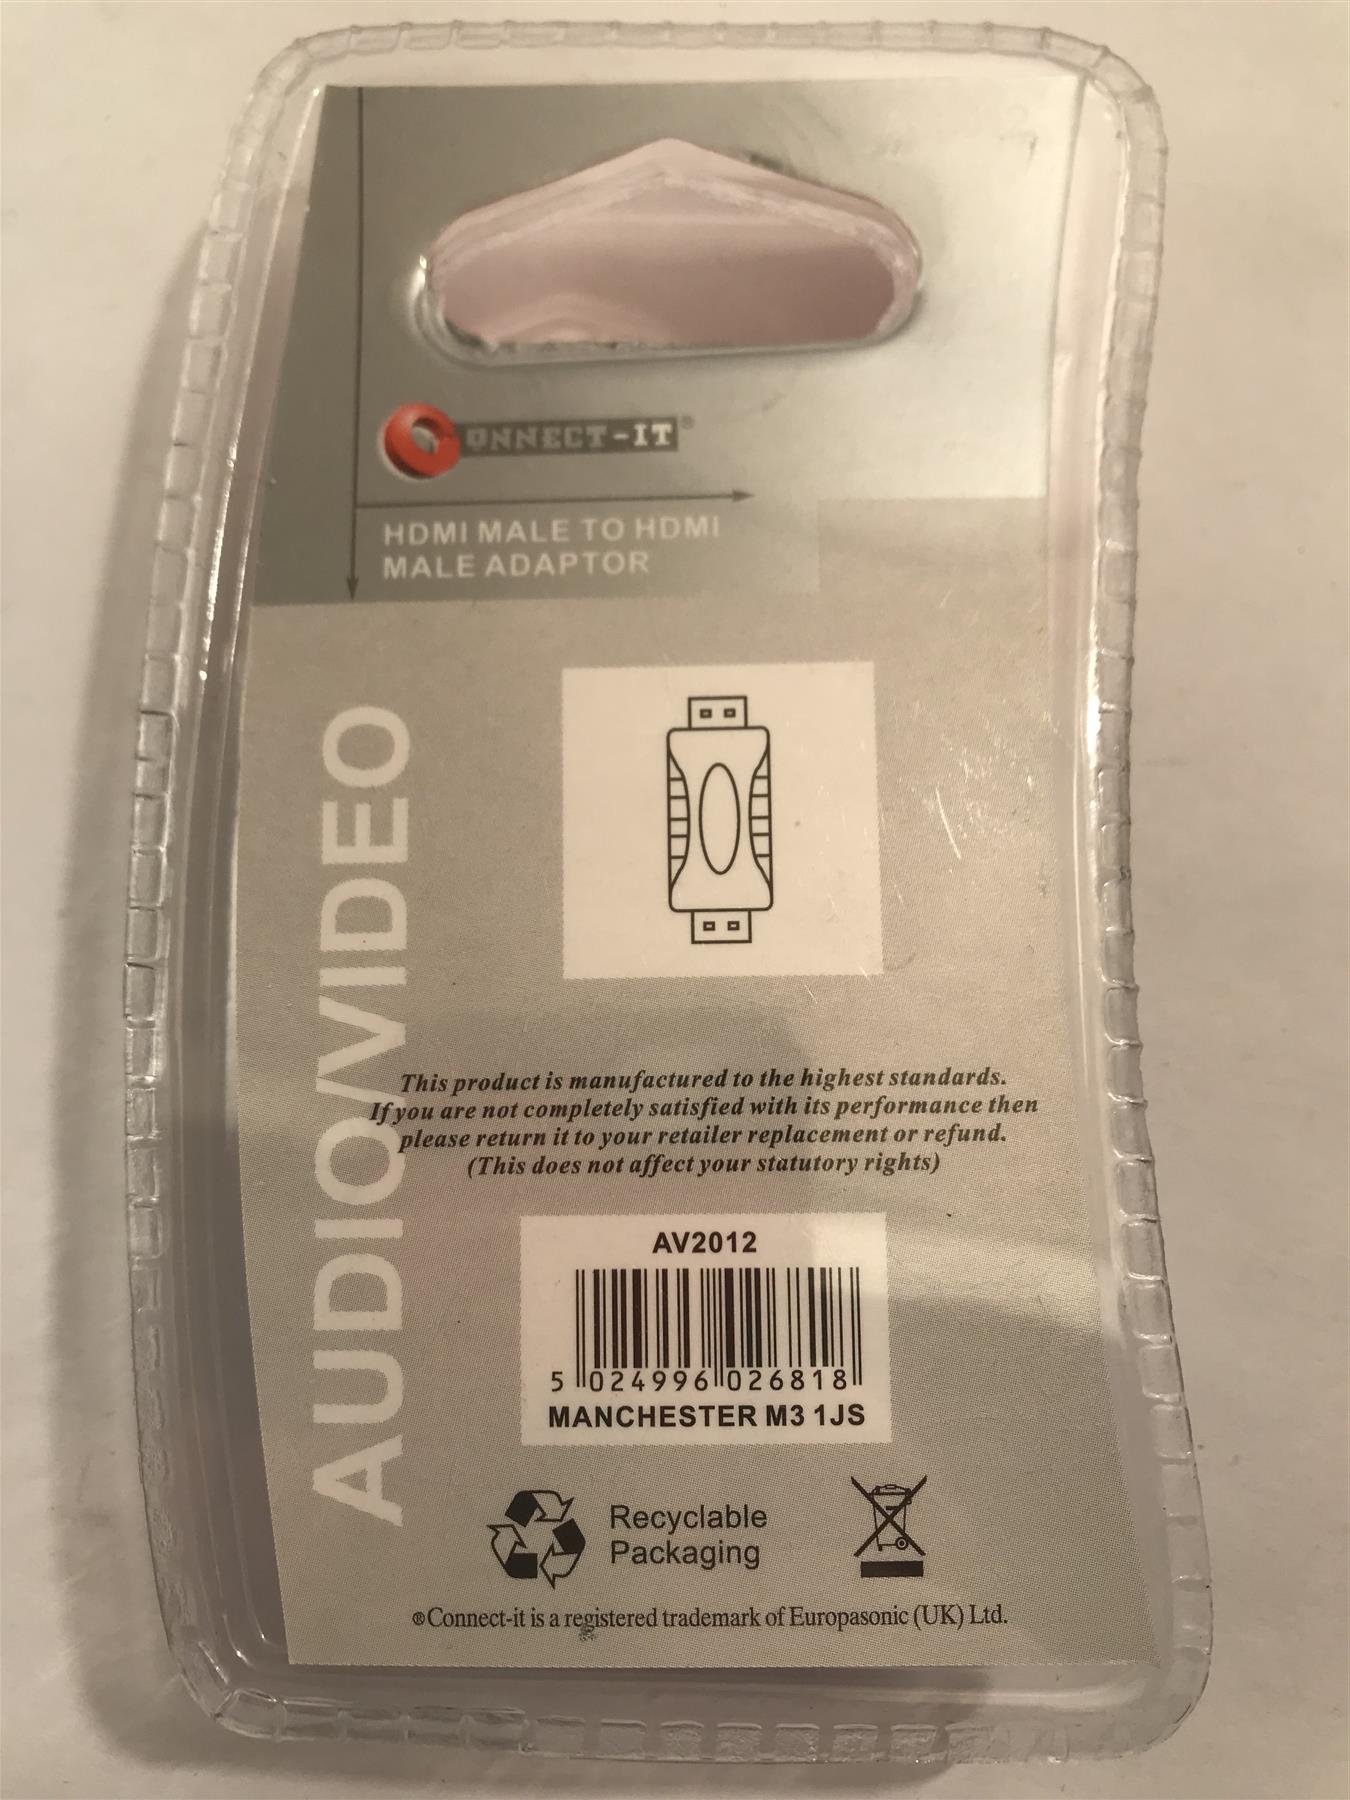 CONNECT-IT®
HDMI MALE TO HDMI
MALE ADAPTOR
AUDIO/VIDEO
This product is manufactured to the highest standards.
If you are not completely satisfied with its performance then
please return it to your retailer replacement or refund.
(This does not affect your statutory rights)
AV2012
5 024996 026818
MANCHESTER M3 1JS
Recyclable
Packaging
®Connect-it is a registered trademark of Europasonic (UK) Ltd.